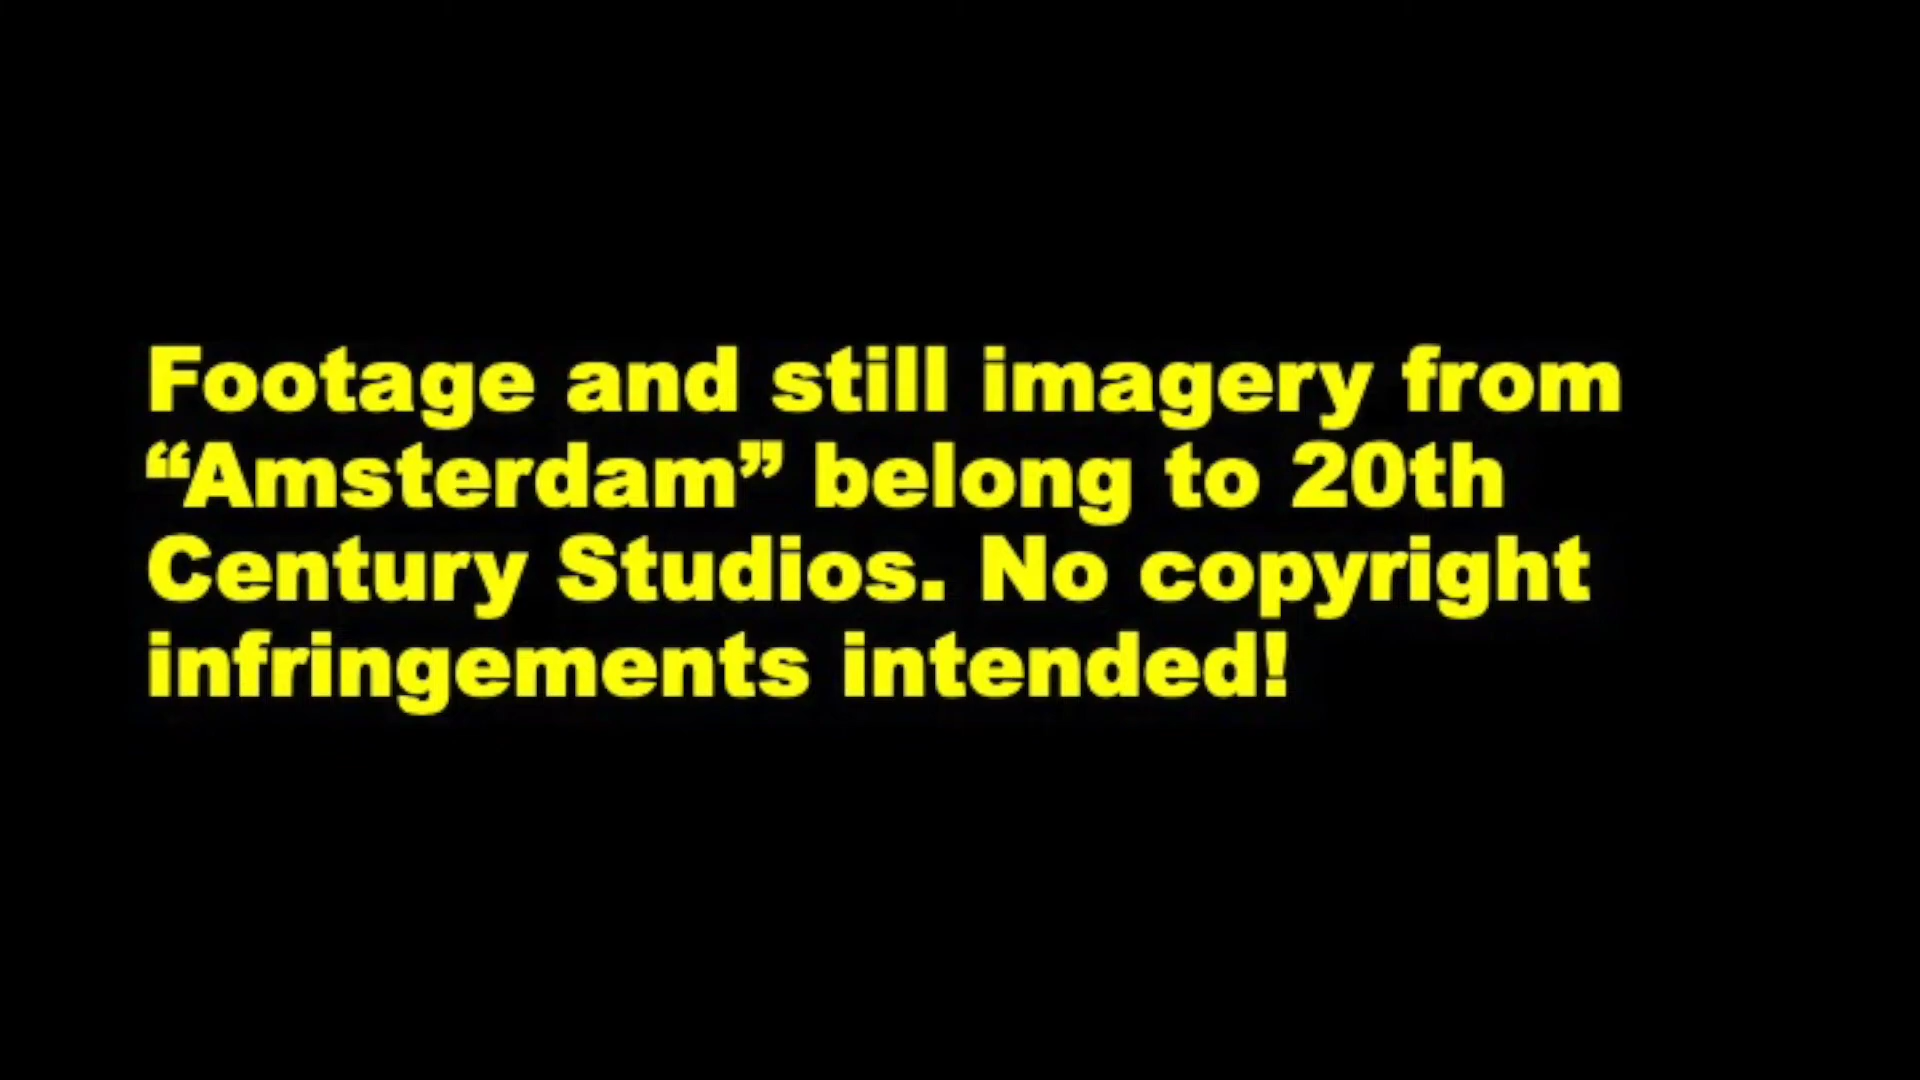 Footage and still imagery from
“Amsterdam” belong to 20th
Century Studios. No copyright
infringements intended!